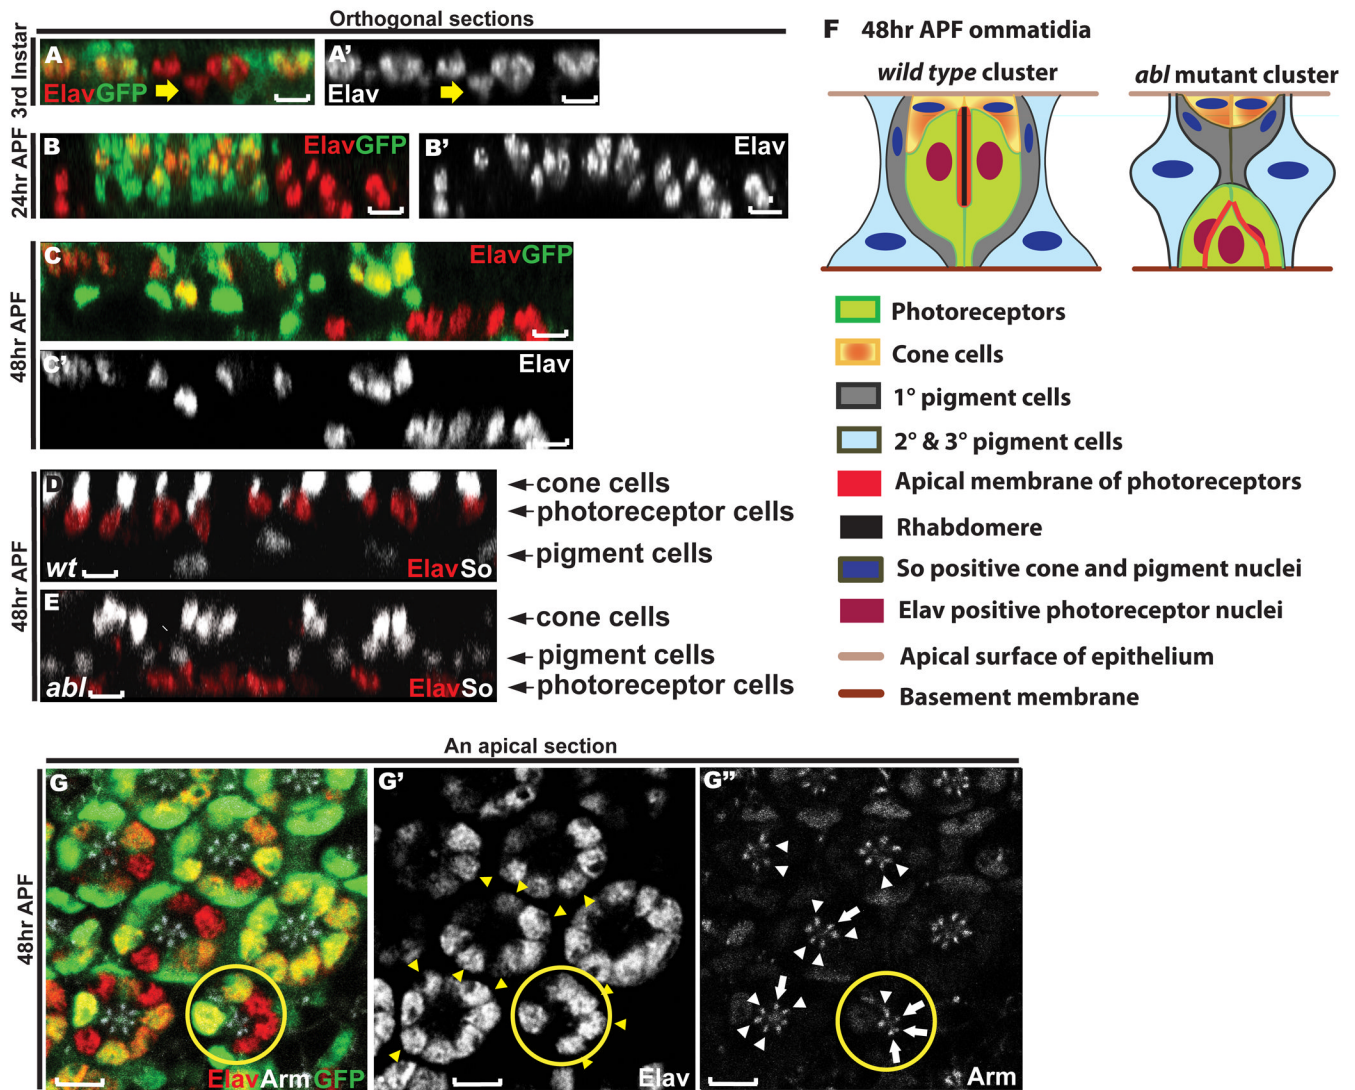 Orthogonal sections
3rd Instar
A
ElavGFP
A'
Elav
24hr APF
B
ElavGFP
B'
Elav
48hr APF
C
ElavGFP
C'
Elav
48hr APF
D
wt
ElavSo
cone cells
photoreceptor cells
pigment cells
E
abl
ElavSo
cone cells
pigment cells
photoreceptor cells
F 48hr APF ommatidia
wild type cluster
abl mutant cluster
Photoreceptors
Cone cells
1° pigment cells
2° & 3° pigment cells
Apical membrane of photoreceptors
Rhabdomere
So positive cone and pigment nuclei
Elav positive photoreceptor nuclei
Apical surface of epithelium
Basement membrane
An apical section
48hr APF
G
ElavArmGFP
G'
Elav
G"
Arm